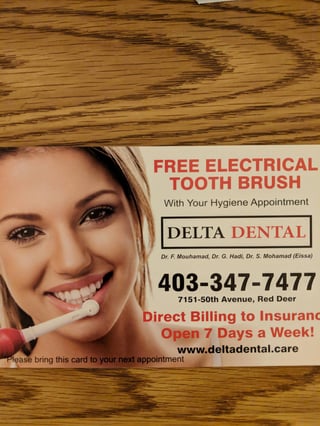 FREE ELECTRICAL
TOOTH BRUSH
With Your Hygiene Appointment
DELTA DENTAL
Dr. F. Mouhamad, Dr. G. Hadi, Dr. S. Mohamad (Eissa)
403-347-7477
7151-50th Avenue, Red Deer
Direct Billing to Insuranc
Open 7 Days a Week!
www.deltadental.care
Please bring this card to your next appointment